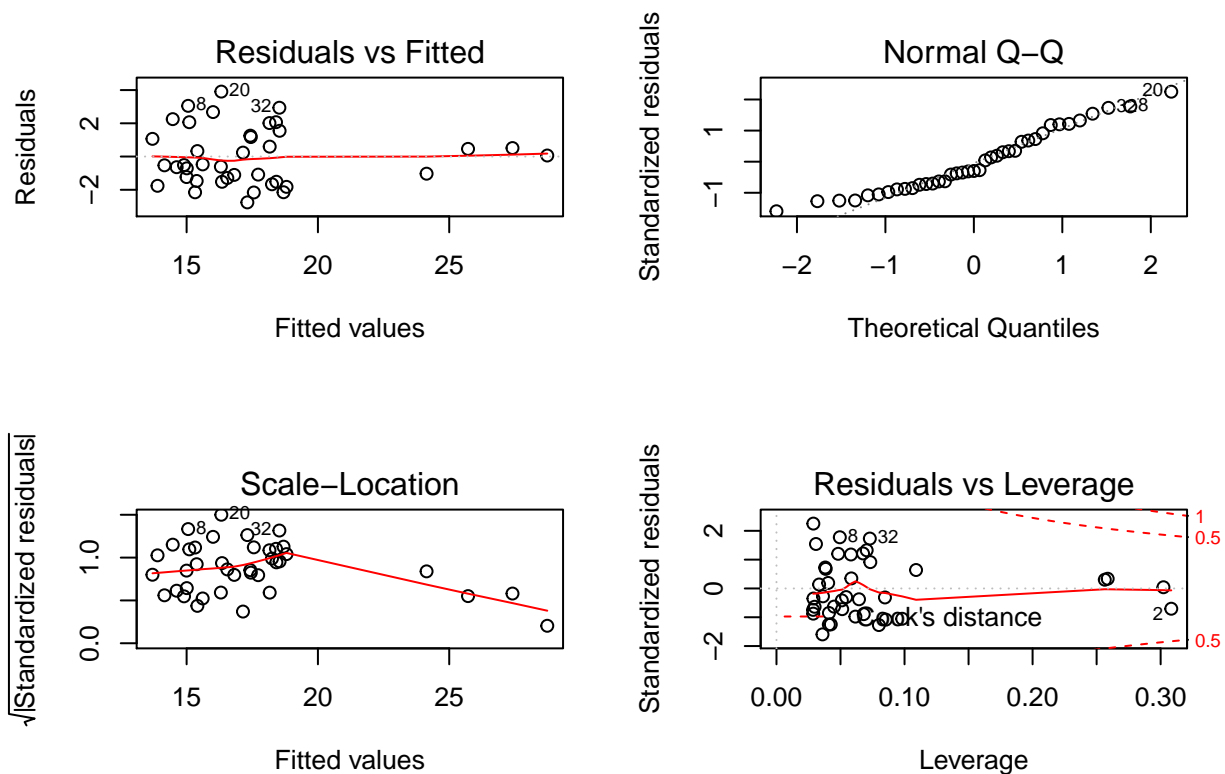 Residuals vs Fitted
Residuals
2
−2
20
8
32
15
20
25
Fitted values
Normal Q−Q
Standardized residuals
1
−1
20
8
−2
−1
0
1
2
Theoretical Quantiles
Scale−Location
√|Standardized residuals|
1.0
0.0
20
8
32
15
20
25
Fitted values
Residuals vs Leverage
Standardized residuals
2
0
−2
8
32
2
1
0.5
0.5
k's distance
0.00
0.10
0.20
0.30
Leverage